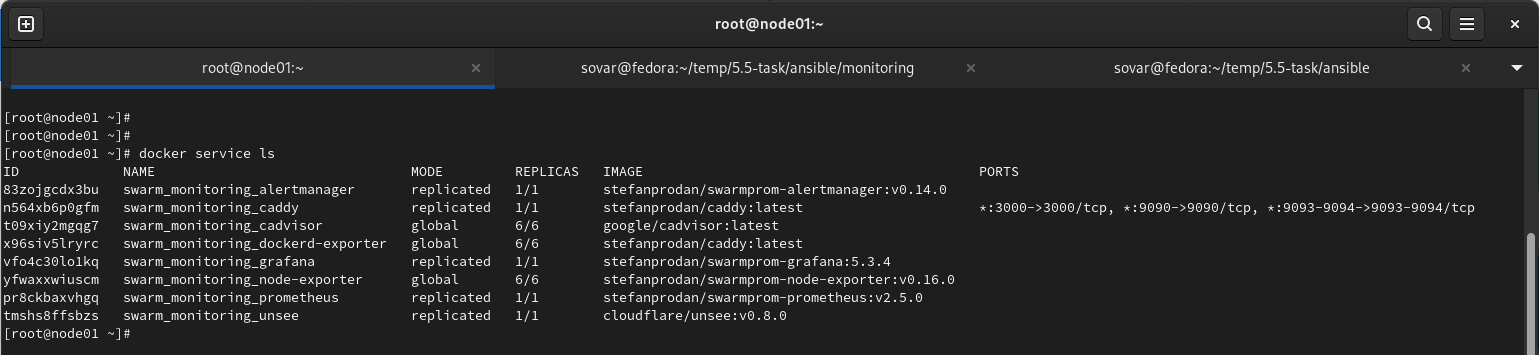 root@node01:~
root@node01:~ sovar@fedora:~/temp/5.5-task/ansible/monitoring sovar@fedora:~/temp/5.5-task/ansible
[root@node01 ~]#
[root@node01 ~]#
[root@node01 ~]# docker service ls
ID NAME MODE REPLICAS IMAGE PORTS
83zojgcdx3bu swarm_monitoring_alertmanager replicated 1/1 stefanprodan/swarmprom-alertmanager:v0.14.0
n564xb6p0gfm swarm_monitoring_caddy replicated 1/1 stefanprodan/caddy:latest *:3000->3000/tcp, *:9090->9090/tcp, *:9093-9094->9093-9094/tcp
t09xiy2mgqg7 swarm_monitoring_cadvisor global 6/6 google/cadvisor:latest
x96siv5lryrc swarm_monitoring_dockerd-exporter global 6/6 stefanprodan/caddy:latest
vfo4c30lo1kq swarm_monitoring_grafana replicated 1/1 stefanprodan/swarmprom-grafana:5.3.4
yfwaxxwiuscm swarm_monitoring_node-exporter global 6/6 stefanprodan/swarmprom-node-exporter:v0.16.0
pr8ckbaxvhgq swarm_monitoring_prometheus replicated 1/1 stefanprodan/swarmprom-prometheus:v2.5.0
tmshs8ffsbzs swarm_monitoring_unsee replicated 1/1 cloudflare/unsee:v0.8.0
[root@node01 ~]#